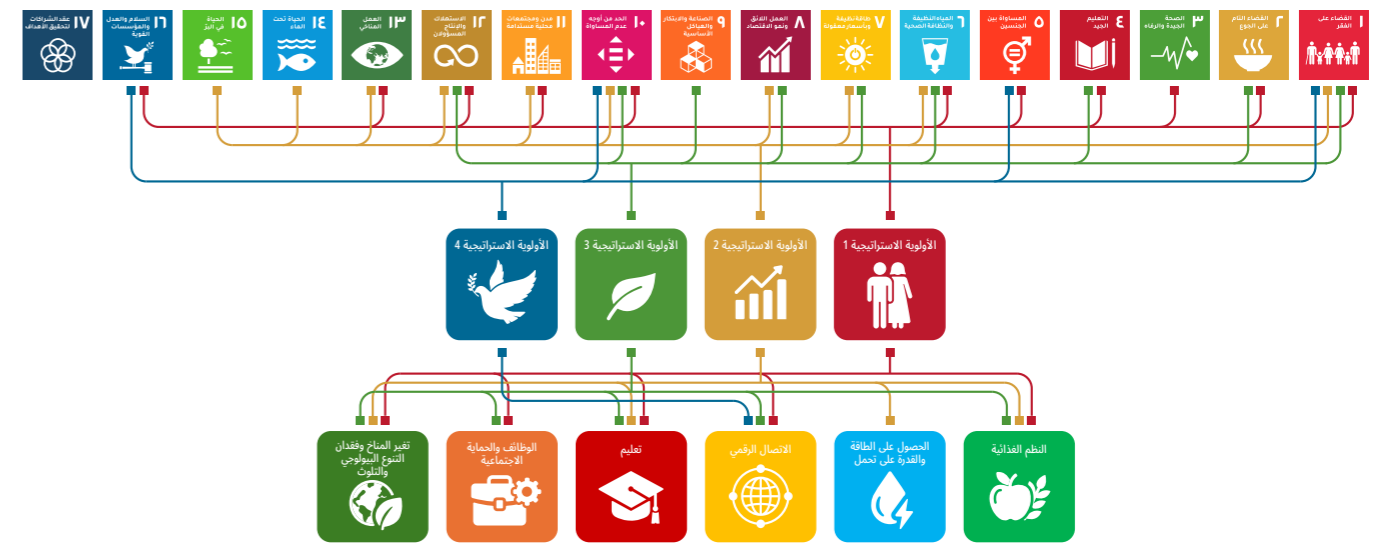 ١ القضاء على
الفقر
٢ القضاء التام
على الجوع
٣ الصحة
الجيدة والرفاه
٤ التعليم
الجيد
٥ المساواة بين
الجنسين
٦ المياه النظيفة
والنظافة الصحية
٧ طاقة نظيفة
وبأسعار معقولة
٨ العمل اللائق
ونمو الاقتصاد
٩ الصناعة والابتكار
والهياكل
الأساسية
١٠ الحد من أوجه
عدم المساواة
١١ مدن ومجتمعات
محلية مستدامة
١٢ الاستهلاك
والإنتاج
المسؤولان
١٣ العمل
المناخي
١٤ الحياة تحت
الماء
١٥ الحياة
في البرّ
١٦ السلام والعدل
والمؤسسات
القوية
١٧ عقد الشراكات
لتحقيق الأهداف
الأولوية الاستراتيجية 1
الأولوية الاستراتيجية 2
الأولوية الاستراتيجية 3
الأولوية الاستراتيجية 4
النظم الغذائية
الحصول على الطاقة
والقدرة على تحمل
الاتصال الرقمي
تعليم
الوظائف والحماية
الاجتماعية
تغير المناخ وفقدان
التنوع البيولوجي
والتلوث